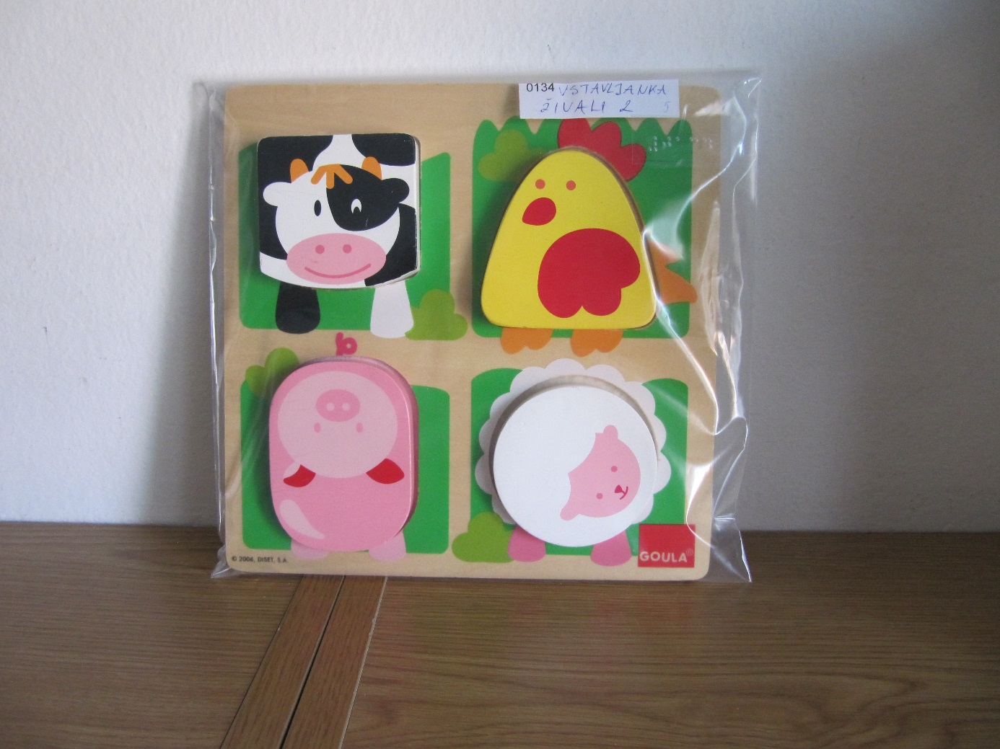 0134 VSTAVLJANKA
ŽIVALI 2 5
© 2006, DISET, S.A.
GOULA®